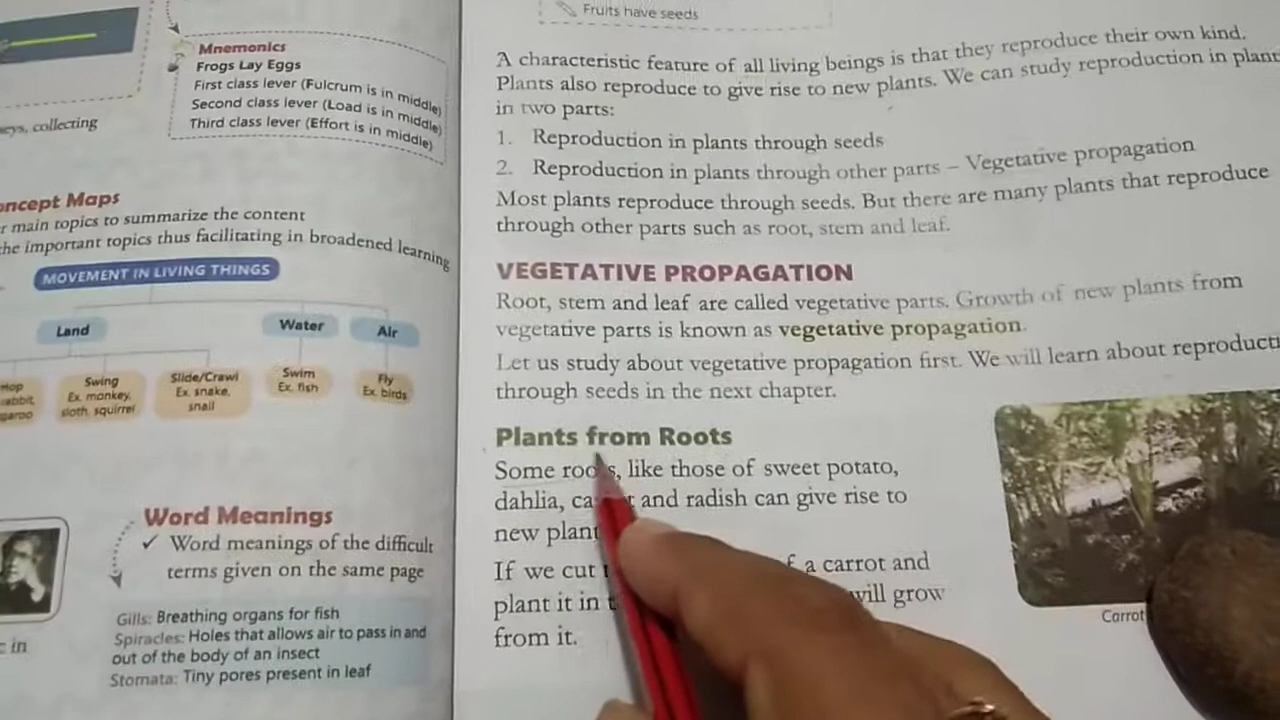 eys, collecting
Mnemonics
Frogs Lay Eggs
First class lever (Fulcrum is in middle)
Second class lever (Load is in middle)
Third class lever (Effort is in middle)
ncept Maps
r main topics to summarize the content
he important topics thus facilitating in broadened learning
MOVEMENT IN LIVING THINGS
Land
Water
Air
Swing
Ex. monkey,
sloth, squirrel
Slide/Crawl
Ex. snake,
snail
Swim
Ex. fish
Fly
Ex. birds
Word Meanings
✓ Word meanings of the difficult
terms given on the same page
Gills: Breathing organs for fish
Spiracles: Holes that allows air to pass in and
out of the body of an insect
Stomata: Tiny pores present in leaf
in
Fruits have seeds
A characteristic feature of all living beings is that they reproduce their own kind.
Plants also reproduce to give rise to new plants. We can study reproduction in plant
in two parts:
1. Reproduction in plants through seeds
2. Reproduction in plants through other parts – Vegetative propagation
Most plants reproduce through seeds. But there are many plants that reproduce
through other parts such as root, stem and leaf.
VEGETATIVE PROPAGATION
Root, stem and leaf are called vegetative parts. Growth of new plants from
vegetative parts is known as vegetative propagation.
Let us study about vegetative propagation first. We will learn about reproducti
through seeds in the next chapter.
Plants from Roots
Some roots, like those of sweet potato,
dahlia, and radish can give rise to
new plant
If we cut a carrot and
plant it in will grow
from it.
Carrot